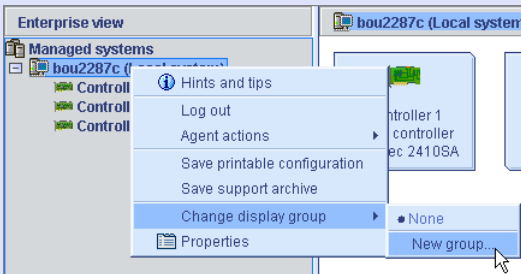 Enterprise view
Managed systems
bou2287c (Local system)
Controll
Controll
Controll
Hints and tips
Log out
Agent actions
Save printable configuration
Save support archive
Change display group
Properties
bou2287c (Local system
ntroller 1
controller
ec 2410SA
None
New group...